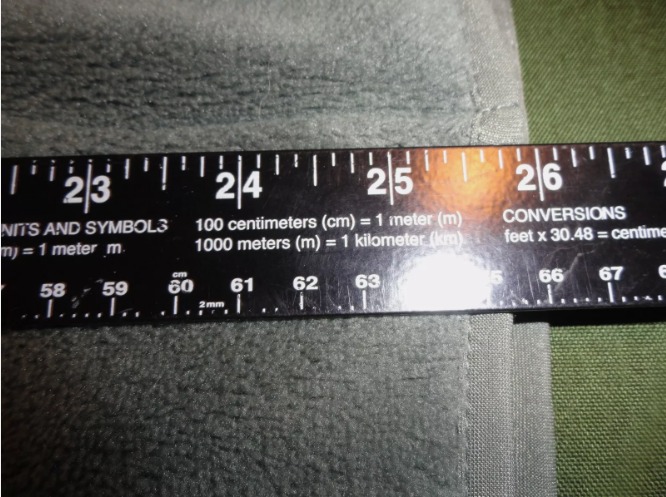 23 24 25 26
NITS AND SYMBOLS 100 centimeters (cm) = 1 meter (m) CONVERSIONS
m) = 1 meter m 1000 meters (m) = 1 kilometer (km) feet x 30.48 = centime
cm
58 59 60 61 62 63 66 67
2mm